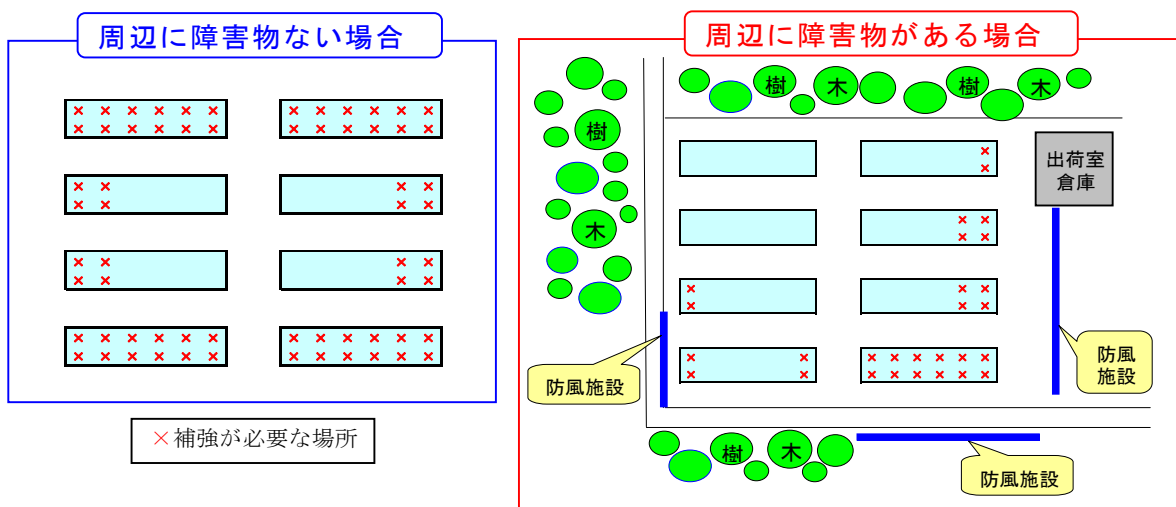 周辺に障害物ない場合
×補強が必要な場所
周辺に障害物がある場合
樹
木
樹
木
樹
木
出荷室
倉庫
防風施設
防風
施設
樹
木
防風施設